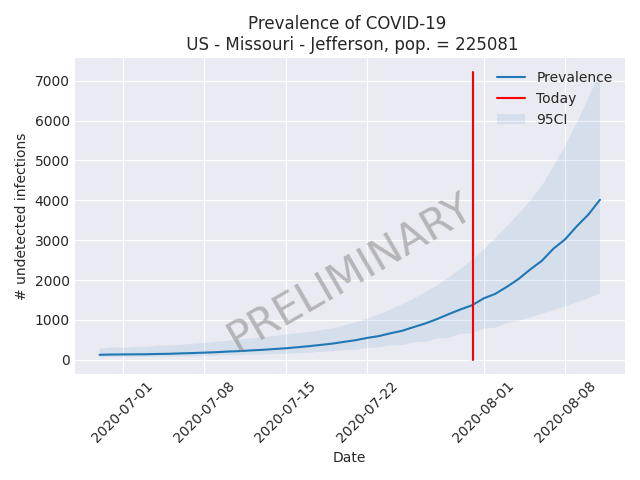 Prevalence of COVID-19
US - Missouri - Jefferson, pop. = 225081
7000
6000
5000
4000
3000
2000
1000
0
# undetected infections
Prevalence
Today
95CI
PRELIMINARY
2020-07-01
2020-07-08
2020-07-15
2020-07-22
2020-08-01
2020-08-08
Date